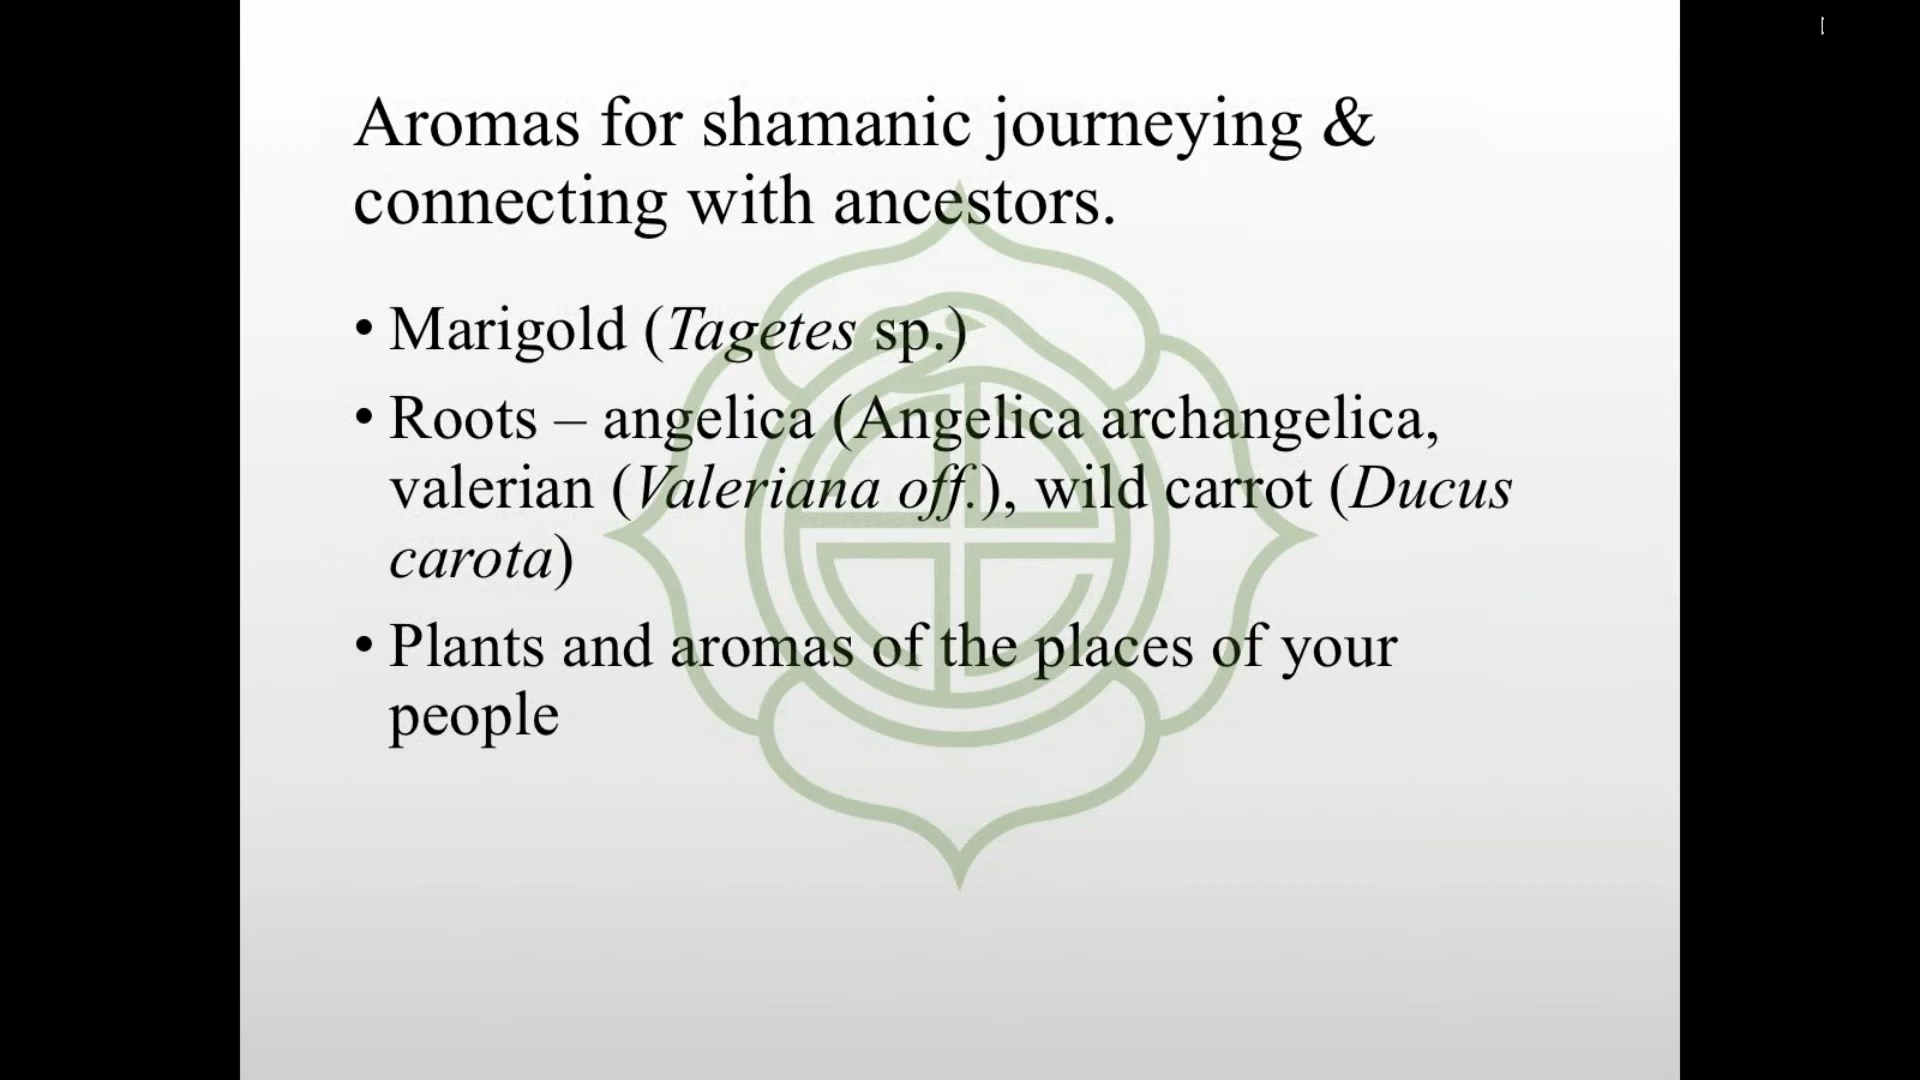 Aromas for shamanic journeying &
connecting with ancestors.
• Marigold (Tagetes sp.)
• Roots – angelica (Angelica archangelica,
valerian (Valeriana off.), wild carrot (Ducus
carota)
• Plants and aromas of the places of your
people